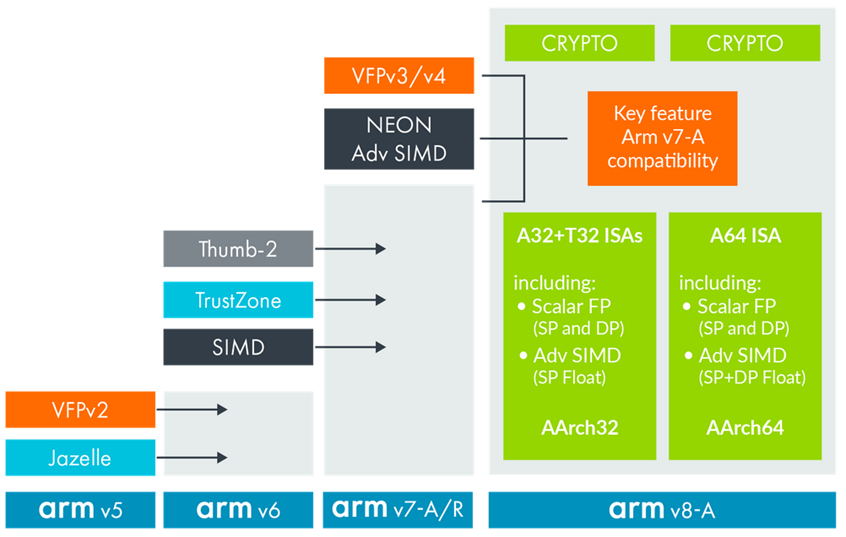 CRYPTO
CRYPTO
VFPv3/v4
NEON
Adv SIMD
Key feature
Arm v7-A
compatibility
Thumb-2
TrustZone
SIMD
A32+T32 ISAs
including:
• Scalar FP
(SP and DP)
• Adv SIMD
(SP Float)
AArch32
A64 ISA
including:
• Scalar FP
(SP and DP)
• Adv SIMD
(SP+DP Float)
AArch64
VFPv2
Jazelle
arm v5
arm v6
arm v7-A/R
arm v8-A